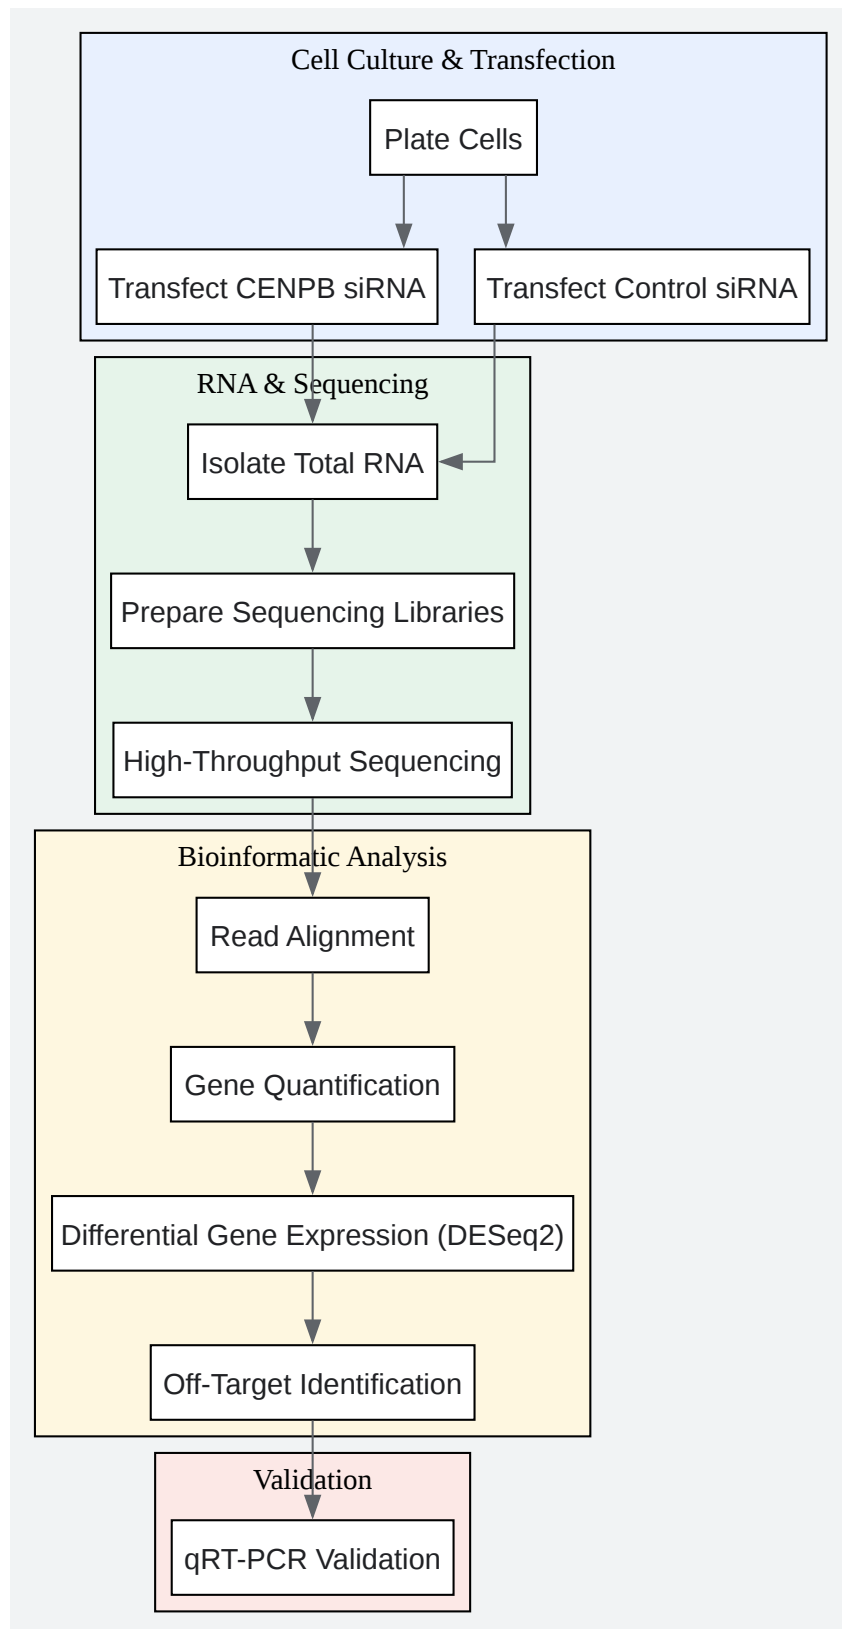 Cell Culture & Transfection
Plate Cells
Transfect CENPB siRNA
Transfect Control siRNA
RNA & Sequencing
Isolate Total RNA
Prepare Sequencing Libraries
High-Throughput Sequencing
Bioinformatic Analysis
Read Alignment
Gene Quantification
Differential Gene Expression (DESeq2)
Off-Target Identification
Validation
qRT-PCR Validation